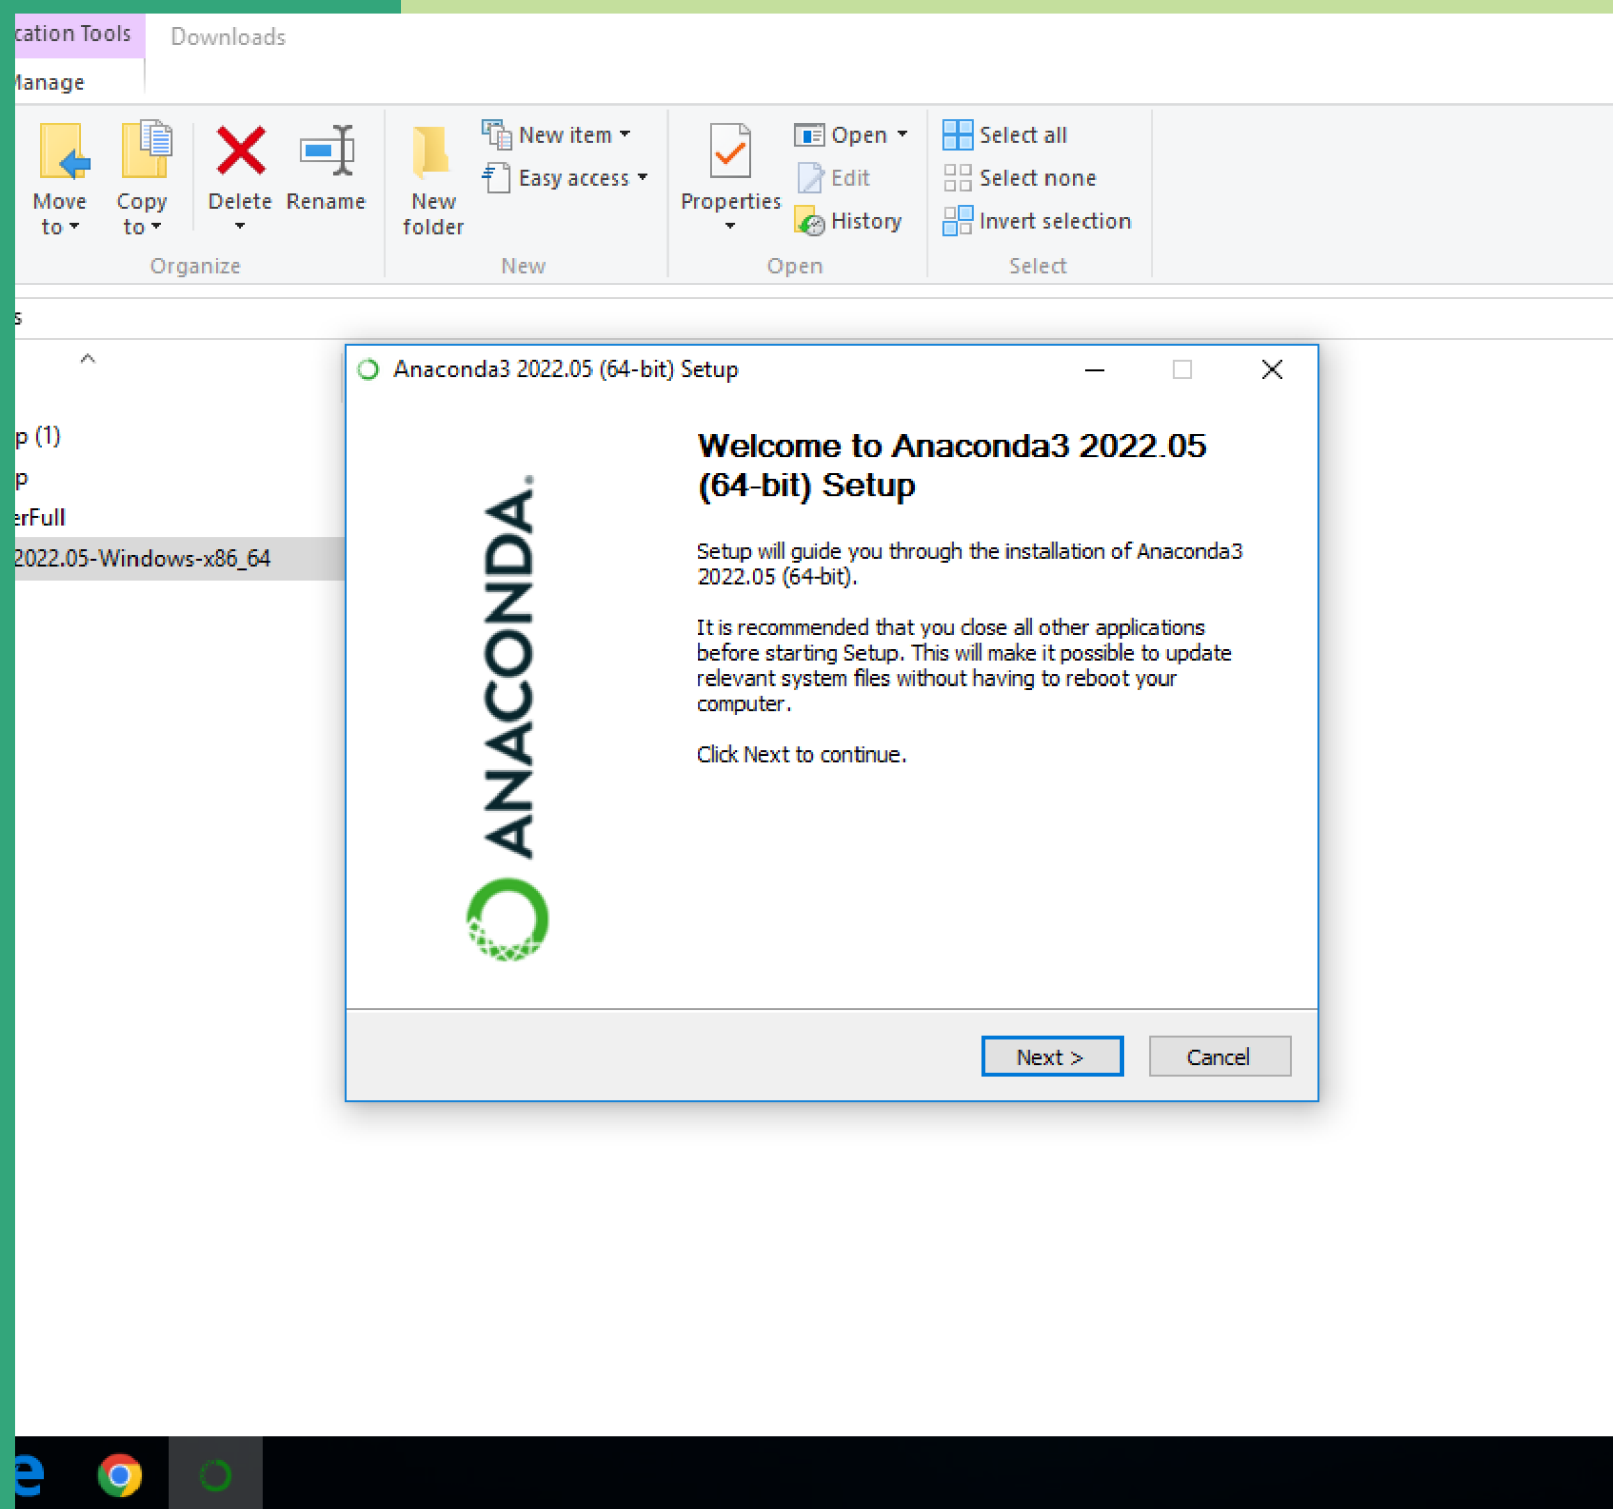 cation Tools
Downloads
Manage
Move to
Copy to
Delete
Rename
New folder
New item
Easy access
Properties
Open
Edit
History
Select all
Select none
Invert selection
Organize
New
Open
Select
s
p (1)
p
erFull
2022.05-Windows-x86_64
Anaconda3 2022.05 (64-bit) Setup
ANACONDA.
Welcome to Anaconda3 2022.05
(64-bit) Setup
Setup will guide you through the installation of Anaconda3
2022.05 (64-bit).
It is recommended that you close all other applications
before starting Setup. This will make it possible to update
relevant system files without having to reboot your
computer.
Click Next to continue.
Next >
Cancel